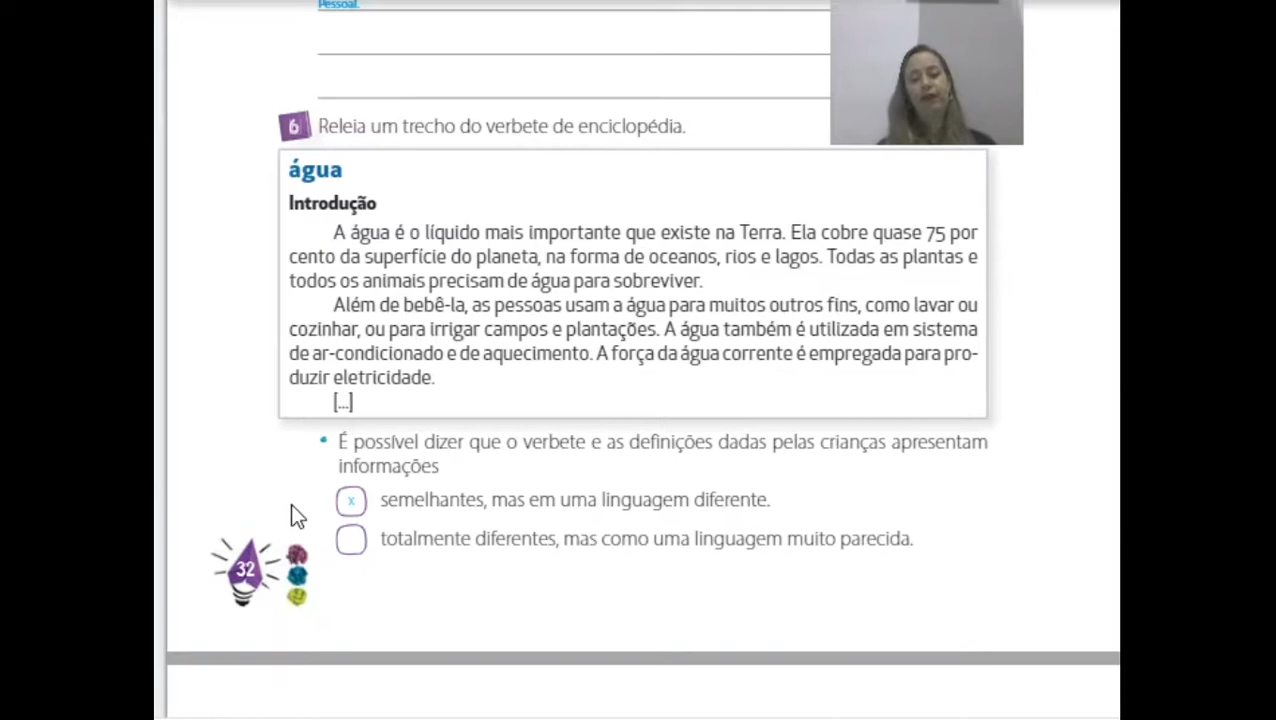 Pessoal.
6 Releia um trecho do verbete de enciclopédia.
água
Introdução
A água é o líquido mais importante que existe na Terra. Ela cobre quase 75 por
cento da superfície do planeta, na forma de oceanos, rios e lagos. Todas as plantas e
todos os animais precisam de água para sobreviver.
Além de bebê-la, as pessoas usam a água para muitos outros fins, como lavar ou
cozinhar, ou para irrigar campos e plantações. A água também é utilizada em sistema
de ar-condicionado e de aquecimento. A força da água corrente é empregada para pro-
duzir eletricidade.
[...]
• É possível dizer que o verbete e as definições dadas pelas crianças apresentam
informações
x semelhantes, mas em uma linguagem diferente.
totalmente diferentes, mas como uma linguagem muito parecida.
32